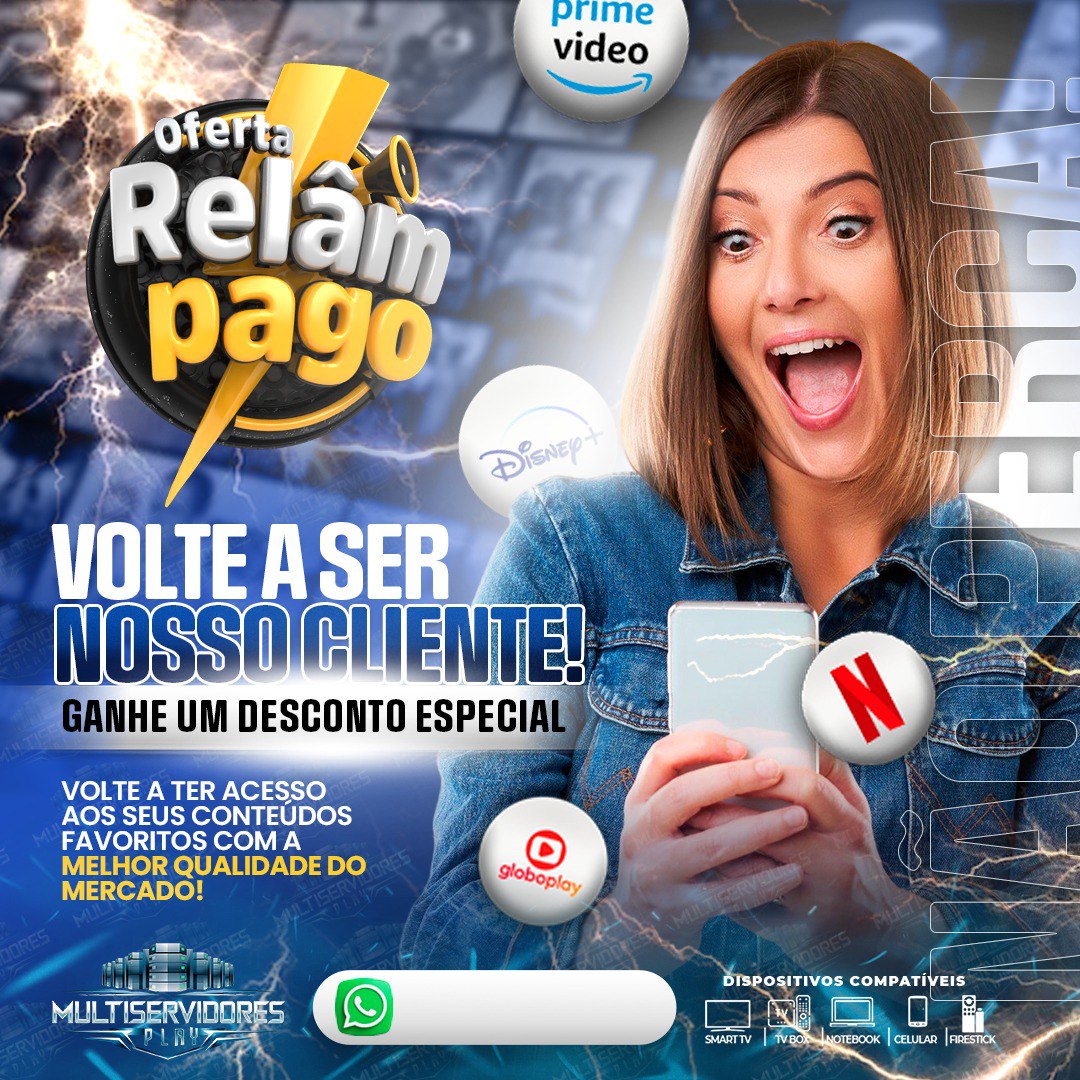 prime
video
Oferta
Relâm
pago
Disney+
VOLTE A SER
NOSSO CLIENTE!
GANHE UM DESCONTO ESPECIAL
VOLTE A TER ACESSO
AOS SEUS CONTEÚDOS
FAVORITOS COM A
MELHOR QUALIDADE DO
MERCADO!
N
globoplay
NÃO PERCA!
MULTISERVIDORES
PLAY
DISPOSITIVOS COMPATÍVEIS
TV
SMART TV | TV BOX | NOTEBOOK | CELULAR | FIRESTICK